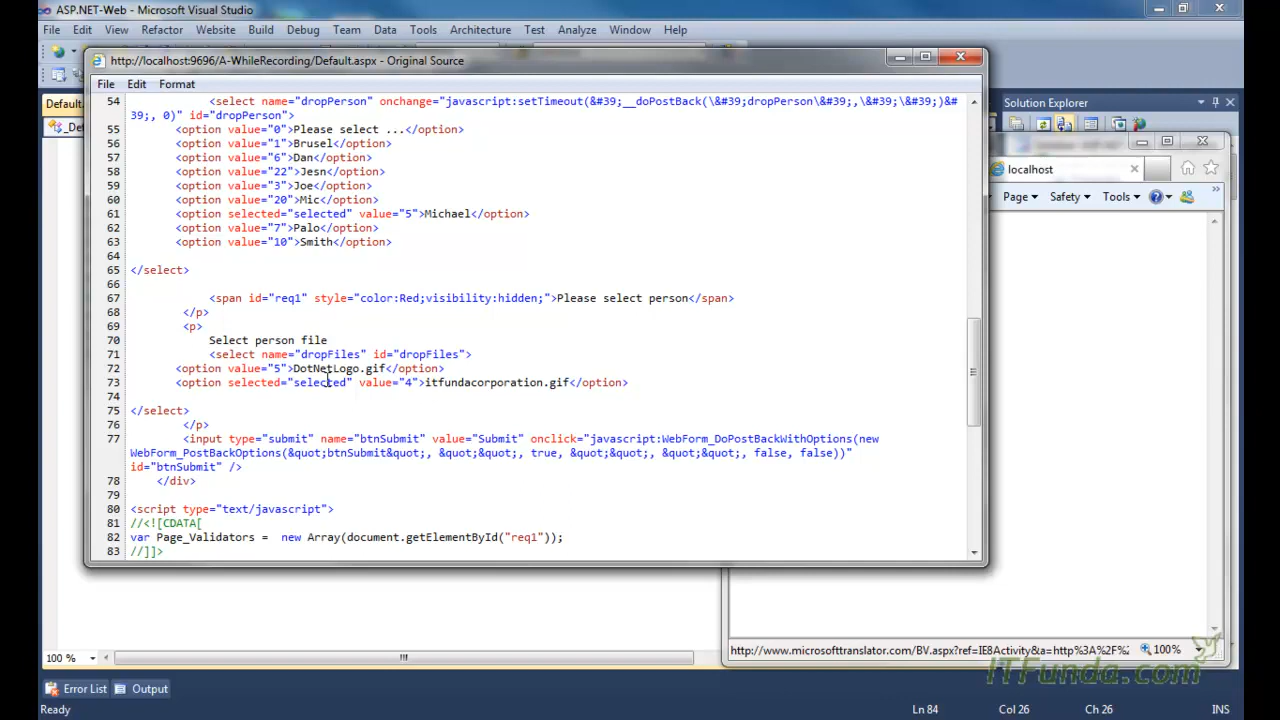 ASP.NET-Web - Microsoft Visual Studio
File Edit View Refactor Website Build Debug Team Data Tools Architecture Test Analyze Window Help
http://localhost:9696/A-WhileRecording/Default.aspx - Original Source
File Edit Format
Default.
_De
Solution Explorer
localhost
Page Safety Tools
54 <select name="dropPerson" onchange="javascript:setTimeout(&#39;__doPostBack(\&#39;dropPerson\&#39;,\&#39;\&#39;)&#
39;, 0)" id="dropPerson">
55 <option value="0">Please select ...</option>
56 <option value="1">Brusel</option>
57 <option value="6">Dan</option>
58 <option value="22">Jesn</option>
59 <option value="3">Joe</option>
60 <option value="20">Mic</option>
61 <option selected="selected" value="5">Michael</option>
62 <option value="7">Palo</option>
63 <option value="10">Smith</option>
64
65 </select>
66
67 <span id="req1" style="color:Red;visibility:hidden;">Please select person</span>
68 </p>
69 <p>
70 Select person file
71 <select name="dropFiles" id="dropFiles">
72 <option value="5">DotNetLogo.gif</option>
73 <option selected="selected" value="4">itfundacorporation.gif</option>
74
75 </select>
76 </p>
77 <input type="submit" name="btnSubmit" value="Submit" onclick="javascript:WebForm_DoPostBackWithOptions(new
WebForm_PostBackOptions(&quot;btnSubmit&quot;, &quot;&quot;, true, &quot;&quot;, &quot;&quot;, false, false))"
id="btnSubmit" />
78 </div>
79
80 <script type="text/javascript">
81 //<![CDATA[
82 var Page_Validators =  new Array(document.getElementById("req1"));
83 //]]>
http://www.microsofttranslator.com/BV.aspx?ref=IE8Activity&a=http%3A%2F% 100%
100 %
ITFunda.com
Error List Output
Ready Ln 84 Col 26 Ch 26 INS